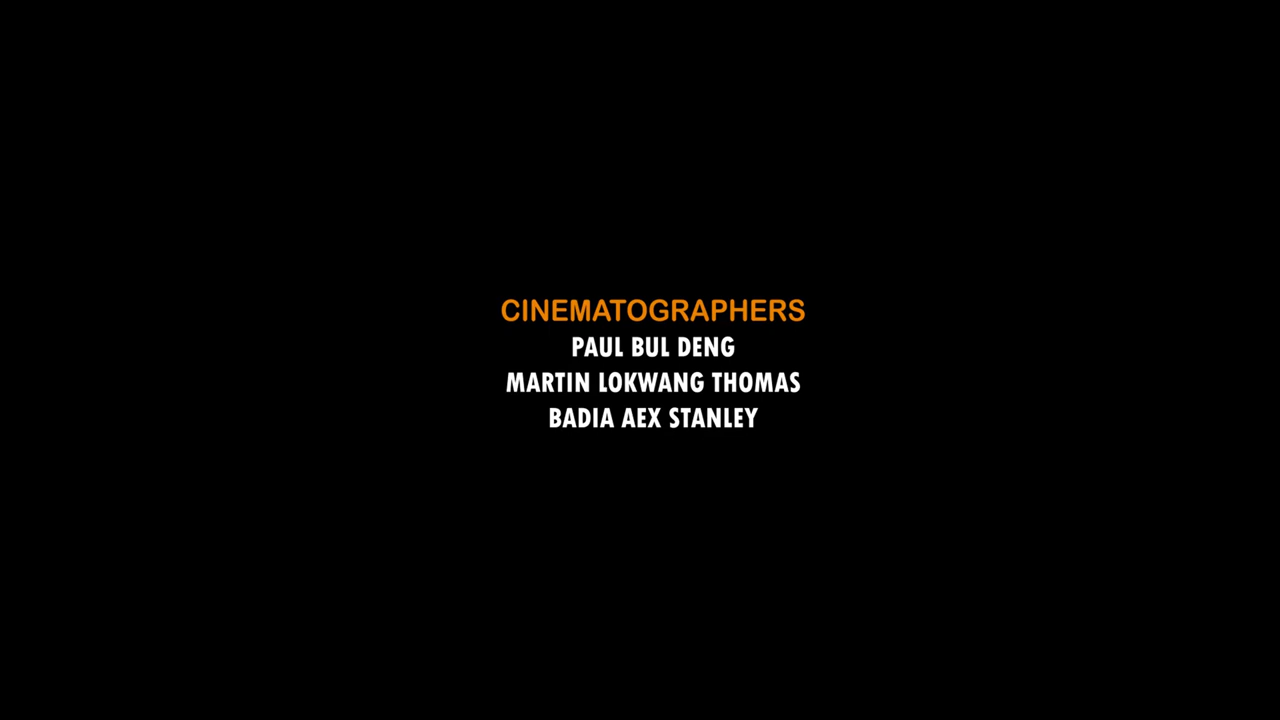 CINEMATOGRAPHERS
PAUL BUL DENG
MARTIN LOKWANG THOMAS
BADIA AEX STANLEY